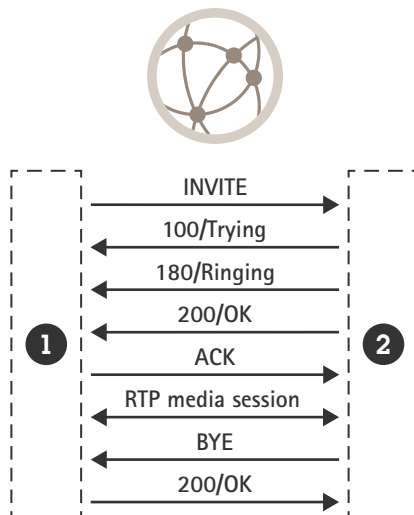 INVITE
100/Trying
180/Ringing
200/OK
1
2
ACK
RTP media session
BYE
200/OK